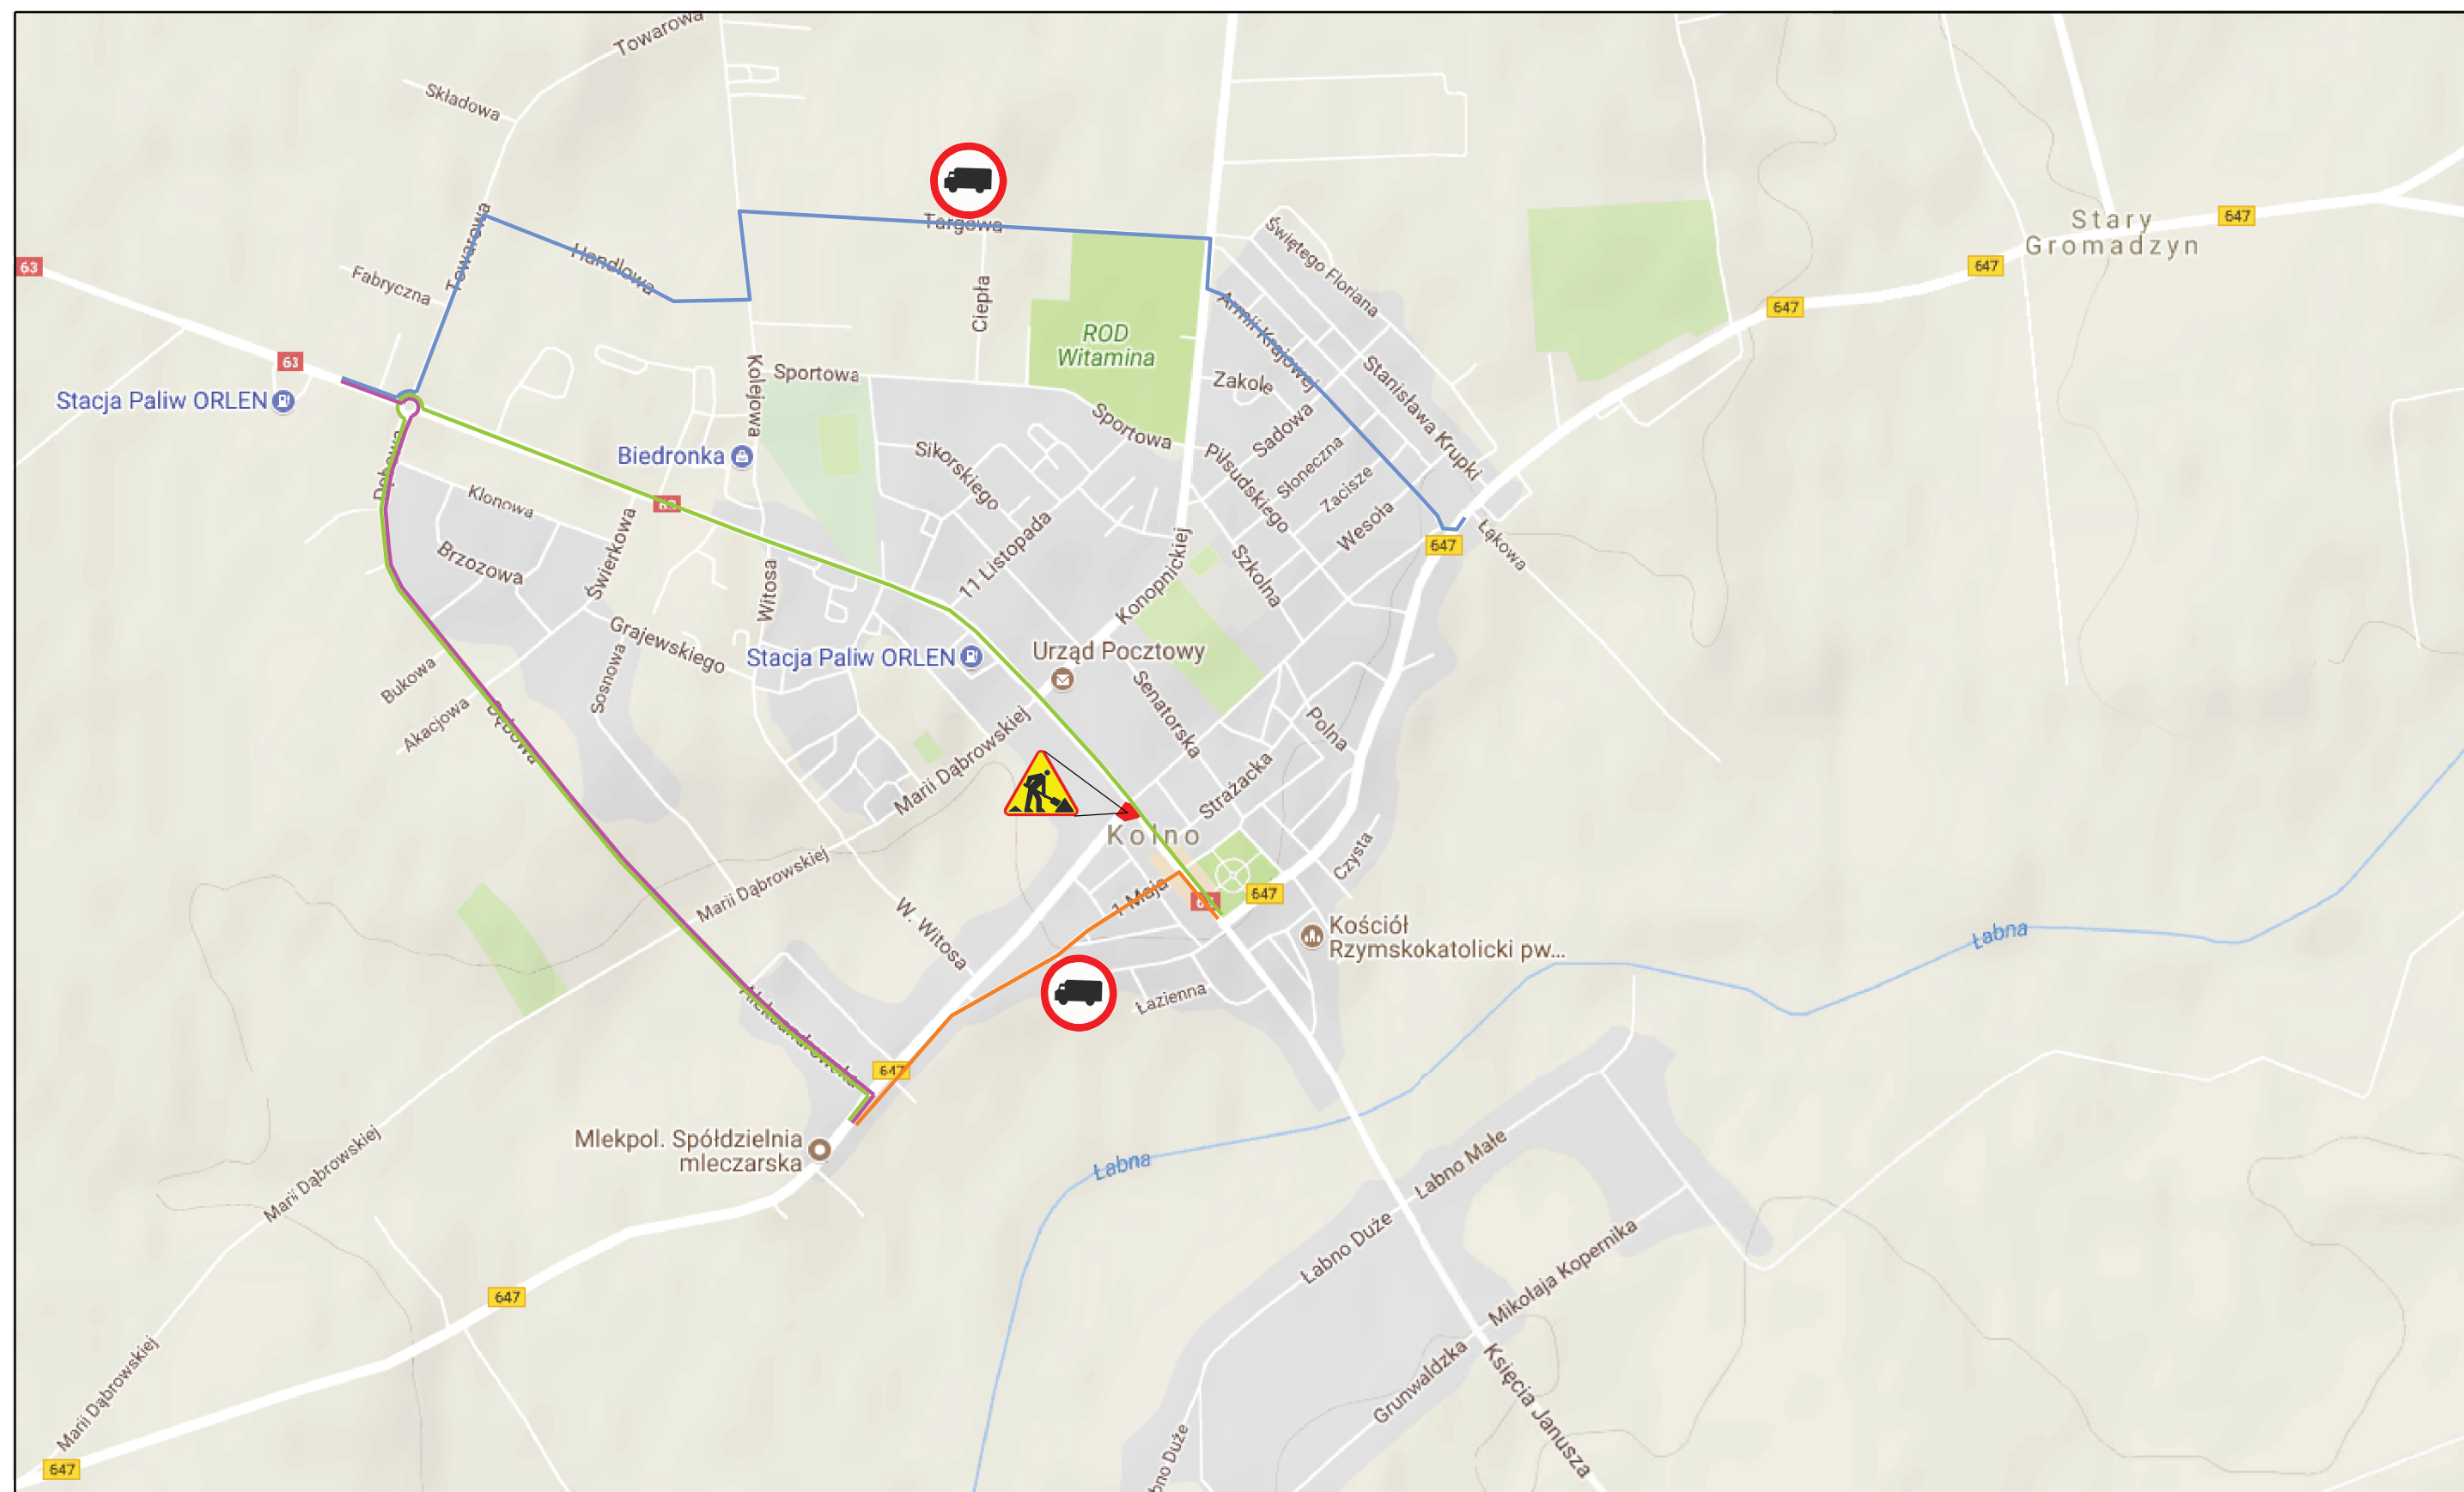 Towarowa
Składowa
Targowa
Towarowa
Handlowa
Fabryczna
Świętego Floriana
Stary
Gromadzyn
647
647
63
647
63
Ciepła
ROD
Witamina
Armii Krajowej
Stacja Paliw ORLEN
Kolejowa
Sportowa
Zakole
Stanisława Krupki
Sportowa
Sadowa
Dębowa
Biedronka
Sikorskiego
Piłsudskiego
Słoneczna
Zacisze
Wesoła
Klonowa
63
647
Łąkowa
Świerkowa
Brzozowa
Witosa
11 Listopada
Konopnickiej
Szkolna
Grajewskiego
Stacja Paliw ORLEN
Urząd Pocztowy
Bukowa
Sosnowa
Akacjowa
Dębowa
Senatorska
Polna
Marii Dąbrowskiej
Strażacka
Kolno
Czysta
Marii Dąbrowskiej
1 Maja
63
647
W. Witosa
Kościół
Rzymskokatolicki pw...
Łabna
Łazienna
Aleksandrowska
647
Mlekpol. Spółdzielnia
mleczarska
Łabna
Marii Dąbrowskiej
Łabno Małe
Łabno Duże
Mikołaja Kopernika
647
Marii Dąbrowskiej
Grunwaldzka
Księcia Janusza
647
bno Duże